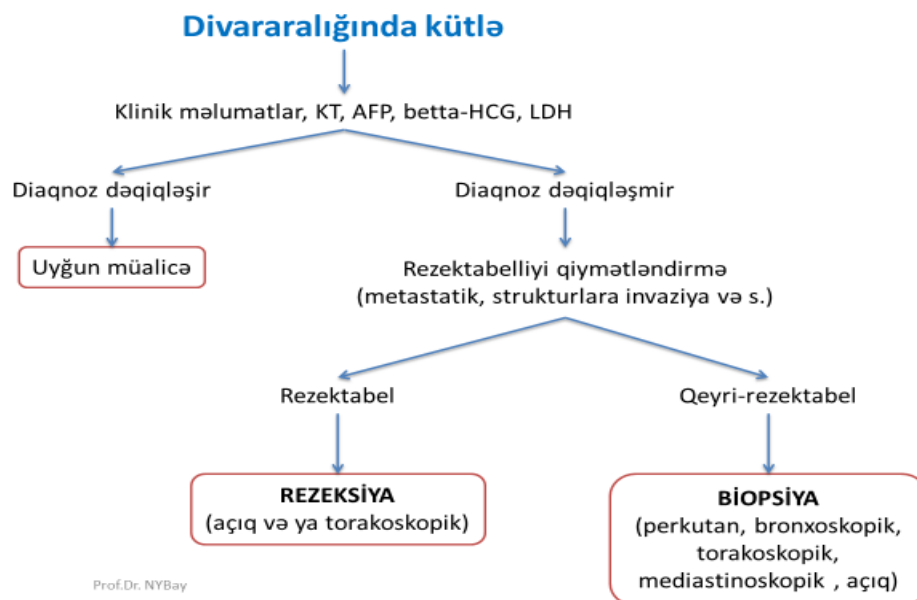 Divararalığında kütlə
Klinik məlumatlar, KT, AFP, betta-HCG, LDH
Diaqnoz dəqiqləşir
Diaqnoz dəqiqləşmir
Uyğun müalicə
Rezektabelliyi qiymətləndirmə
(metastatik, strukturlara invaziya və s.)
Rezektabel
Qeyri-rezektabel
REZEKSİYA
(açıq və ya torakoskopik)
BİOPSİYA
(perkutan, bronxoskopik,
torakoskopik,
mediastinoskopik , açıq)
Prof.Dr. NYBay